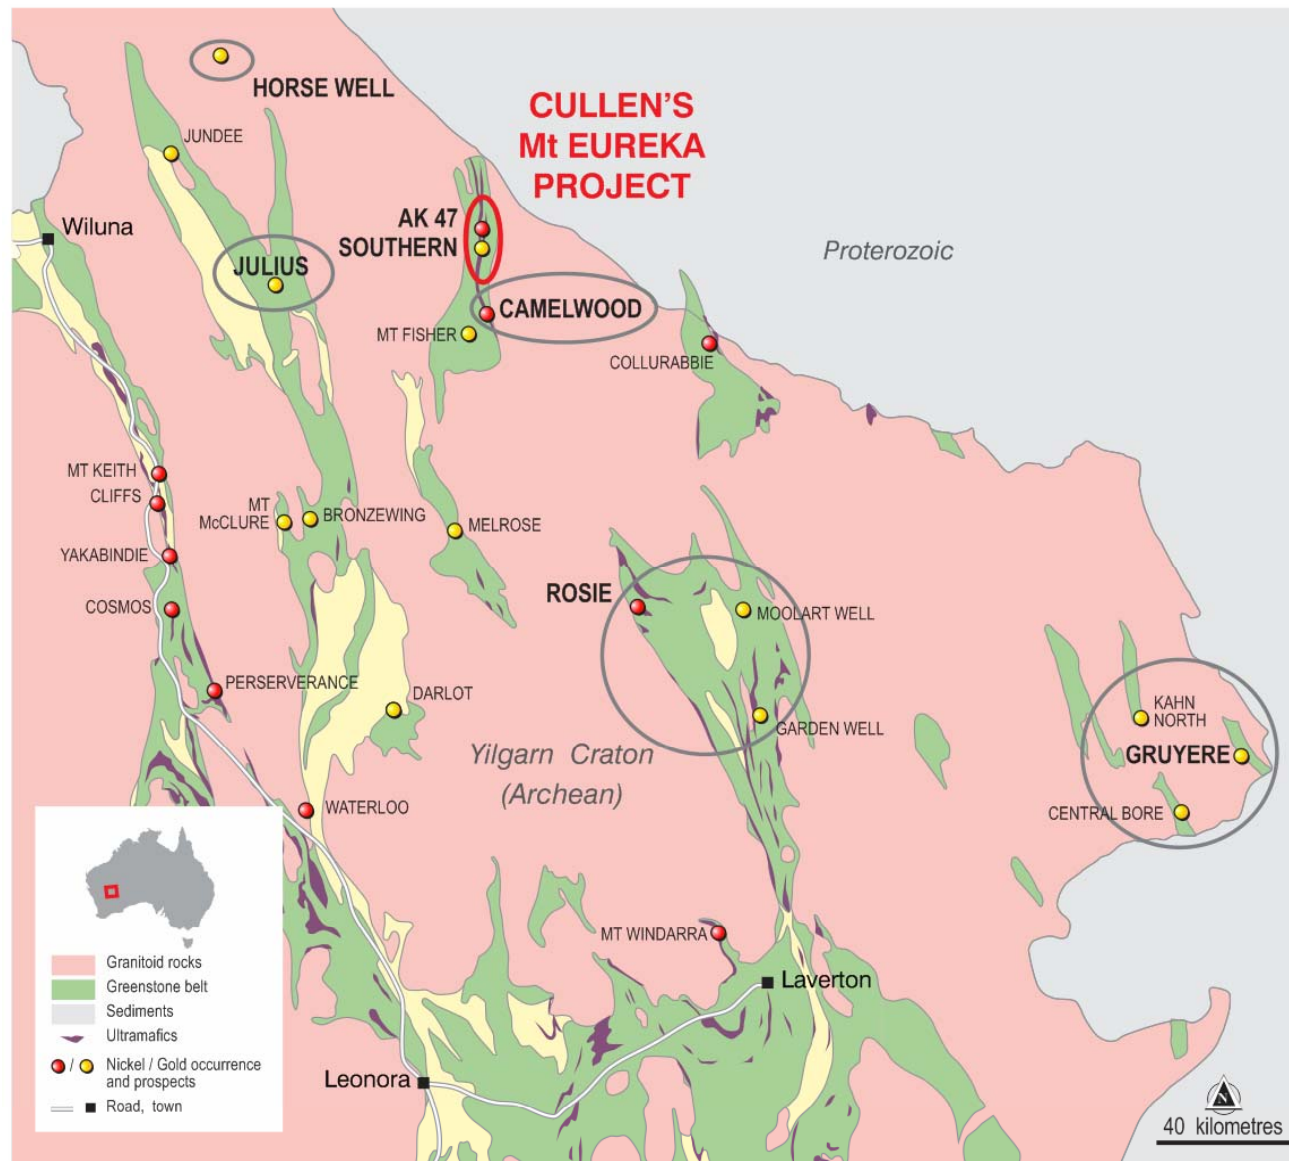 HORSE WELL
CULLEN'S
Mt EUREKA
PROJECT
JUNDEE
Wiluna
AK 47
SOUTHERN
Proterozoic
JULIUS
CAMELWOOD
MT FISHER
COLLURABBIE
MT KEITH
CLIFFS
MT
McCLURE
BRONZEWING
MELROSE
YAKABINDIE
COSMOS
ROSIE
MOOLART WELL
PERSERVERANCE
DARLOT
GARDEN WELL
KAHN
NORTH
GRUYERE
Yilgarn Craton
(Archean)
WATERLOO
CENTRAL BORE
MT WINDARRA
Laverton
Leonora
Granitoid rocks
Greenstone belt
Sediments
Ultramafics
/ Nickel / Gold occurrence
and prospects
Road, town
N
40 kilometres